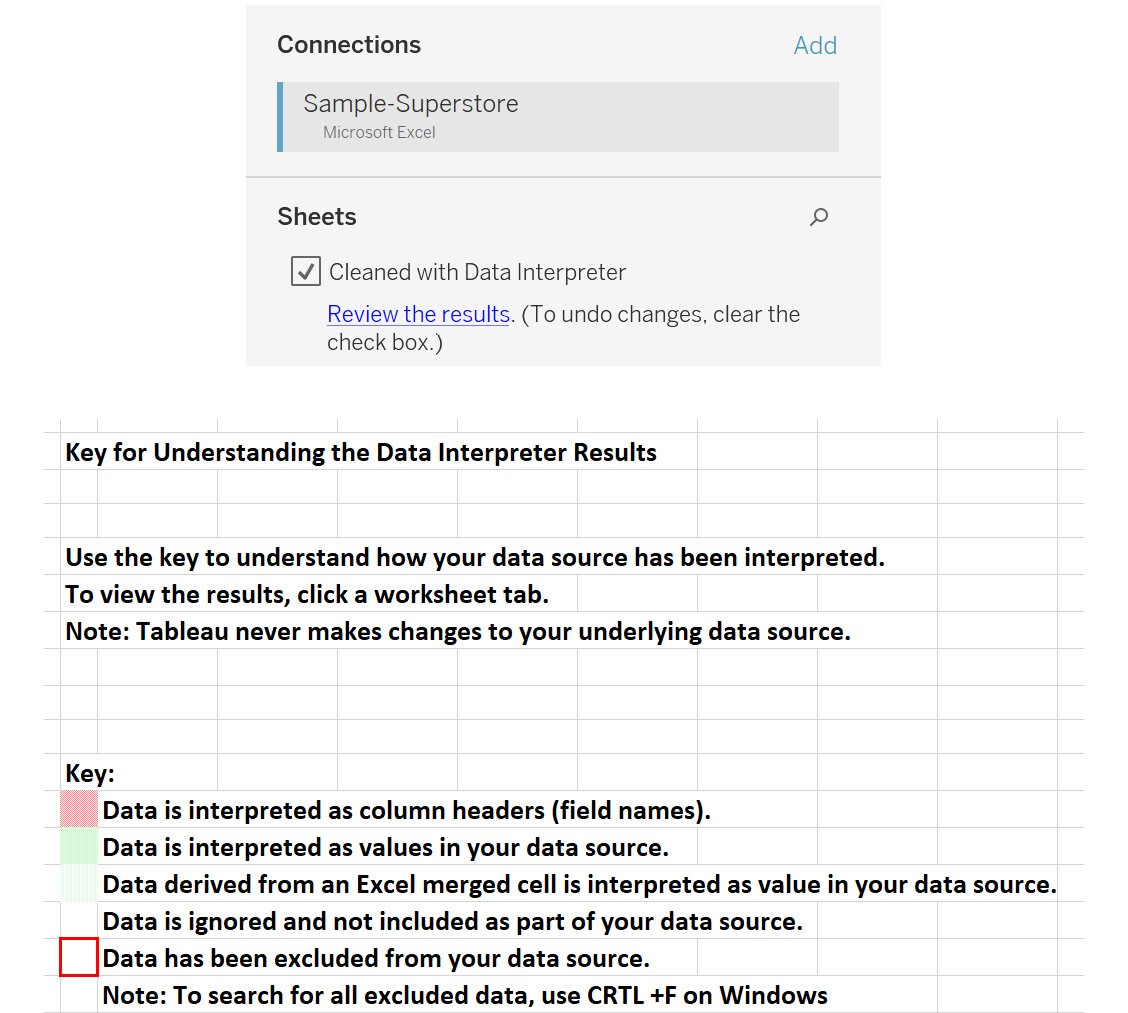 Connections
Add
Sample-Superstore
Microsoft Excel
Sheets
Cleaned with Data Interpreter
Review the results. (To undo changes, clear the
check box.)
Key for Understanding the Data Interpreter Results
Use the key to understand how your data source has been interpreted.
To view the results, click a worksheet tab.
Note: Tableau never makes changes to your underlying data source.
Key:
Data is interpreted as column headers (field names).
Data is interpreted as values in your data source.
Data derived from an Excel merged cell is interpreted as value in your data source.
Data is ignored and not included as part of your data source.
Data has been excluded from your data source.
Note: To search for all excluded data, use CRTL +F on Windows